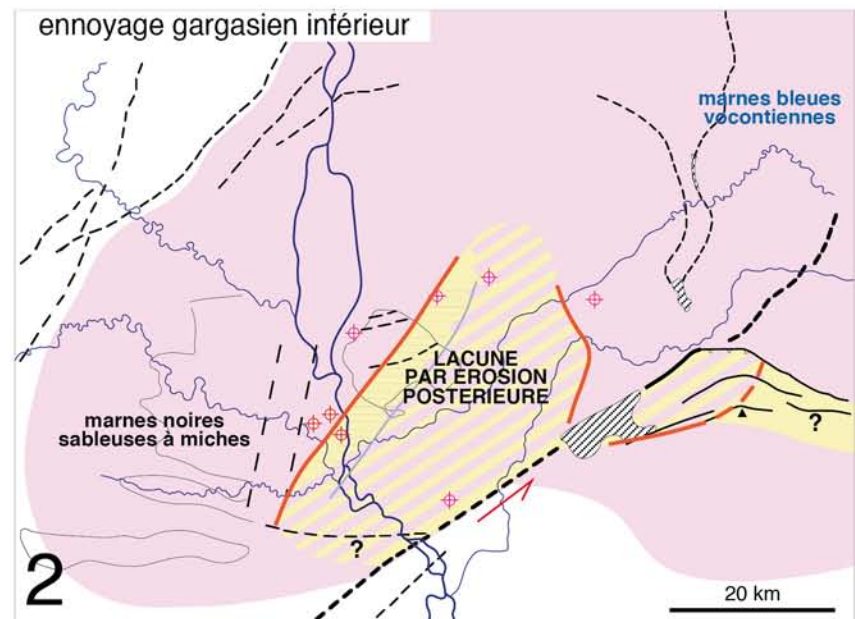 ennoyage gargasien inférieur
marnes bleues
vocontiennes
LACUNE
PAR EROSION
POSTERIEURE
marnes noires
sableuses à miches
?
?
2
20 km